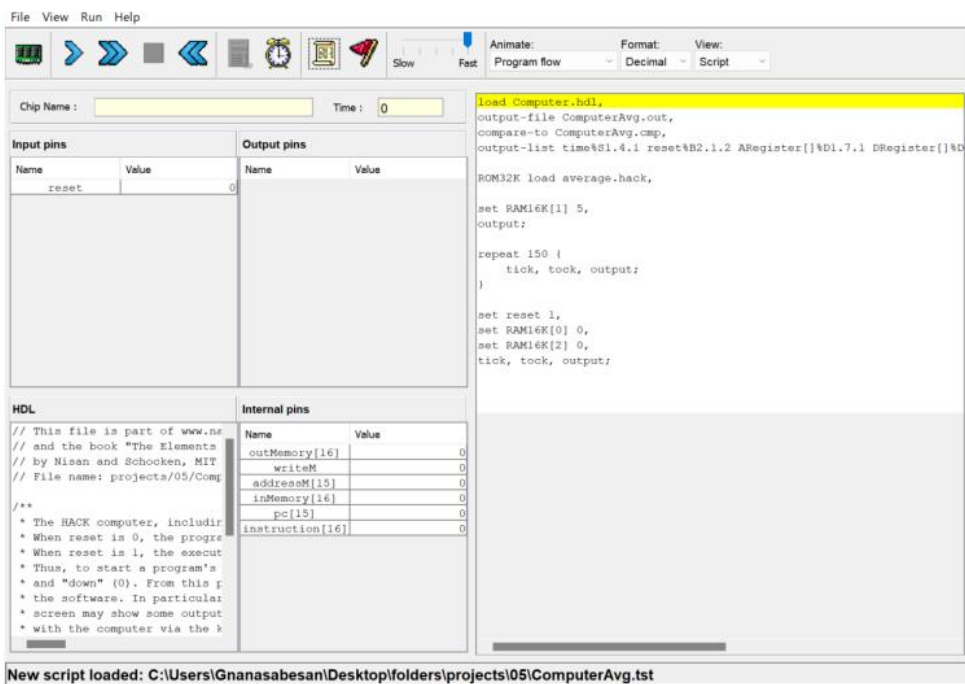 File View Run Help
Animate: Format: View:
Slow Fast Program flow Decimal Script
Chip Name : Time : 0
Input pins Output pins
Name Value Name Value
reset 0
load Computer.hdl,
output-file ComputerAvg.out,
compare-to ComputerAvg.cmp,
output-list time%S1.4.1 reset%B2.1.2 ARegister[]%D1.7.1 DRegister[]%D
ROM32K load average.hack,
set RAM16K[1] 5,
output;
repeat 150 {
tick, tock, output;
}
set reset 1,
set RAM16K[0] 0,
set RAM16K[2] 0,
tick, tock, output;
HDL
// This file is part of www.na
// and the book "The Elements
// by Nisan and Schocken, MIT
// File name: projects/05/Comp
/**
* The HACK computer, includin
* When reset is 0, the progra
* When reset is 1, the execut
* Thus, to start a program's
* and "down" (0). From this p
* the software. In particular
* screen may show some output
* with the computer via the k
Internal pins
Name Value
outMemory[16] 0
writeM 0
addressM[15] 0
inMemory[16] 0
pc[15] 0
instruction[16] 0
New script loaded: C:\Users\Gnanasabesan\Desktop\folders\projects\05\ComputerAvg.tst